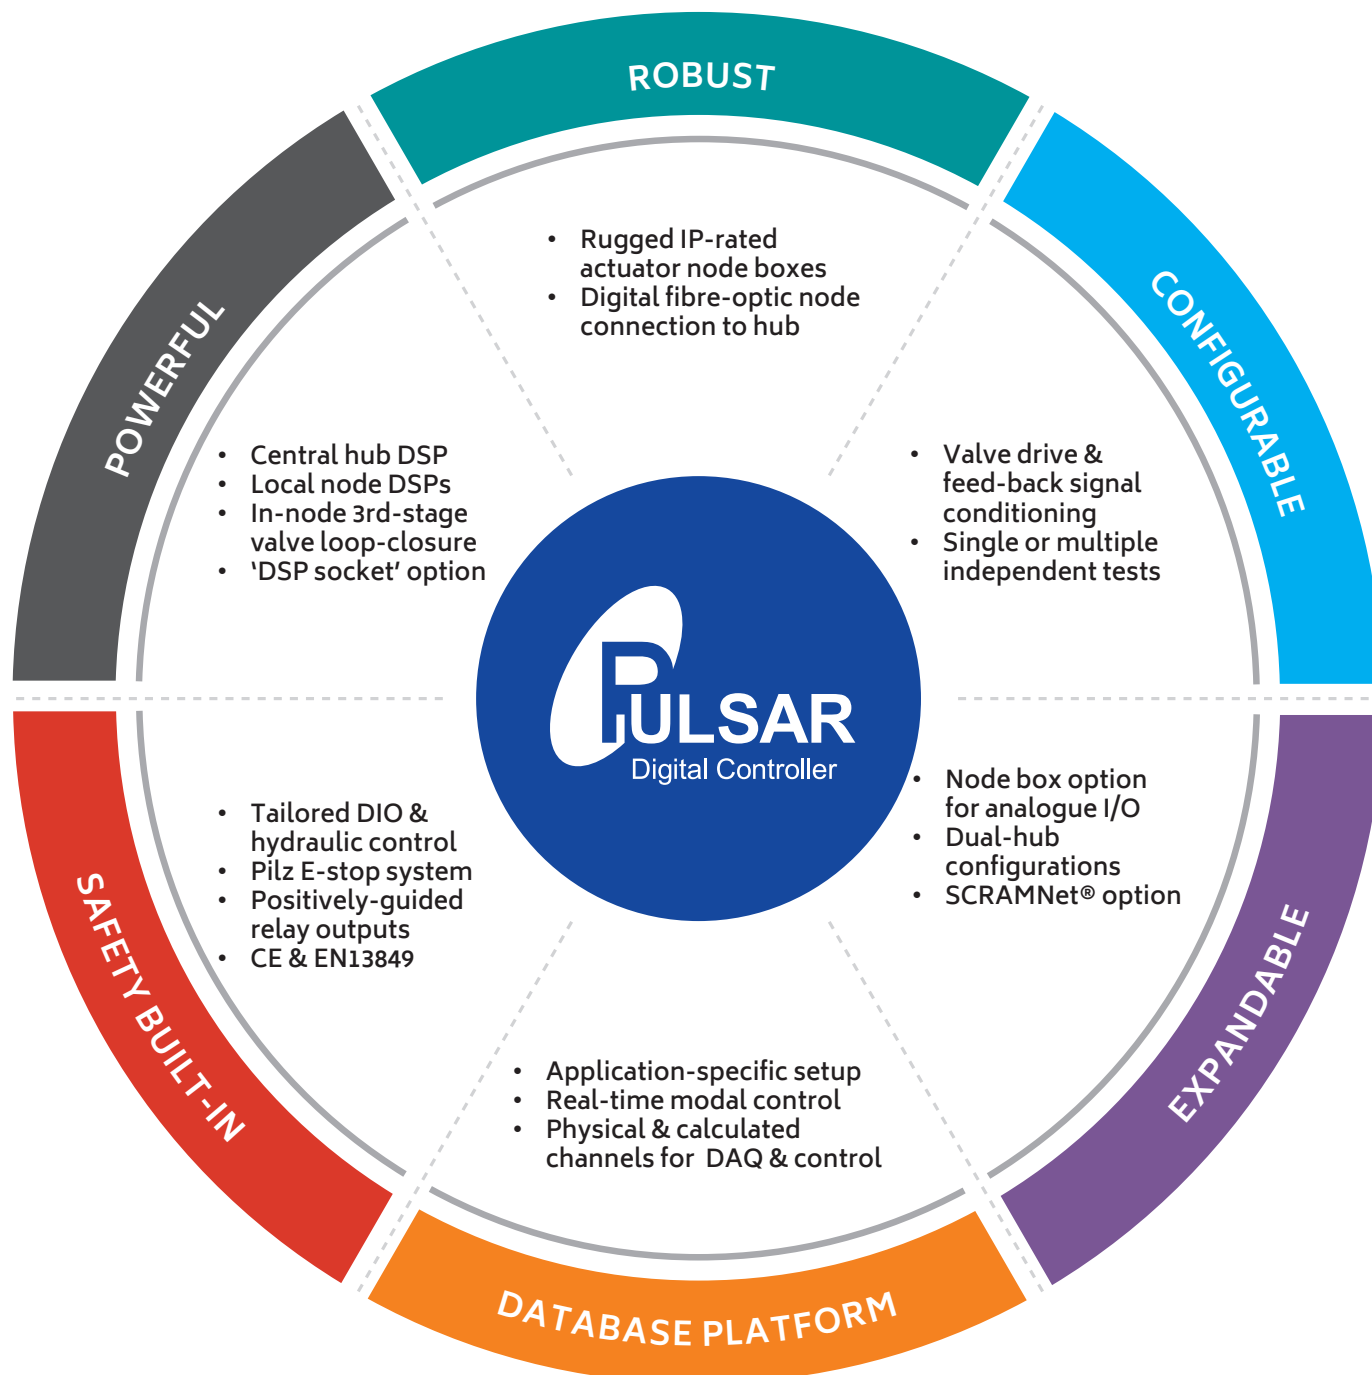 ROBUST
• Rugged IP-rated
actuator node boxes
• Digital fibre-optic node
connection to hub
CONFIGURABLE
• Valve drive &
feed-back signal
conditioning
• Single or multiple
independent tests
EXPANDABLE
• Node box option
for analogue I/O
• Dual-hub
configurations
• SCRAMNet® option
DATABASE PLATFORM
• Application-specific setup
• Real-time modal control
• Physical & calculated
channels for DAQ & control
SAFETY BUILT-IN
• Tailored DIO &
hydraulic control
• Pilz E-stop system
• Positively-guided
relay outputs
• CE & EN13849
POWERFUL
• Central hub DSP
• Local node DSPs
• In-node 3rd-stage
valve loop-closure
• ‘DSP socket’ option
PULSAR
Digital Controller